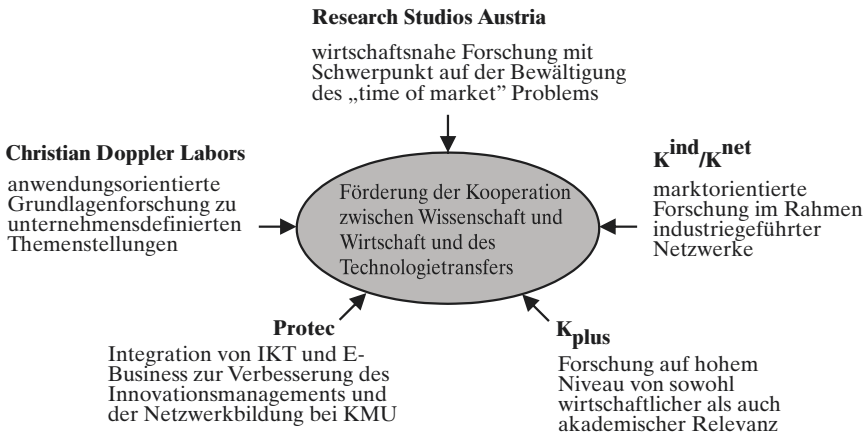 Research Studios Austria
wirtschaftsnahe Forschung mit
Schwerpunkt auf der Bewältigung
des „time of market” Problems
Christian Doppler Labors
anwendungsorientierte
Grundlagenforschung zu
unternehmensdefinierten
Themenstellungen
Förderung der Kooperation
zwischen Wissenschaft und
Wirtschaft und des
Technologietransfers
Kind/Knet
marktorientierte
Forschung im Rahmen
industriegeführter
Netzwerke
Protec
Integration von IKT und E-
Business zur Verbesserung des
Innovationsmanagements und
der Netzwerkbildung bei KMU
Kplus
Forschung auf hohem
Niveau von sowohl
wirtschaftlicher als auch
akademischer Relevanz